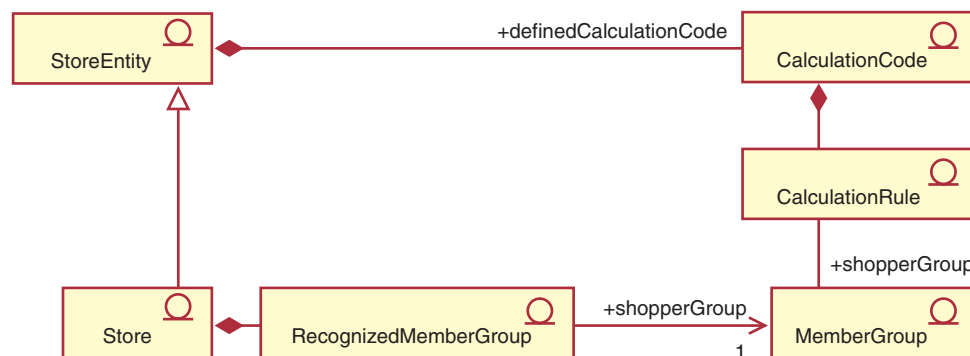 +definedCalculationCode
StoreEntity
CalculationCode
CalculationRule
+shopperGroup
+shopperGroup
Store
RecognizedMemberGroup
MemberGroup
1